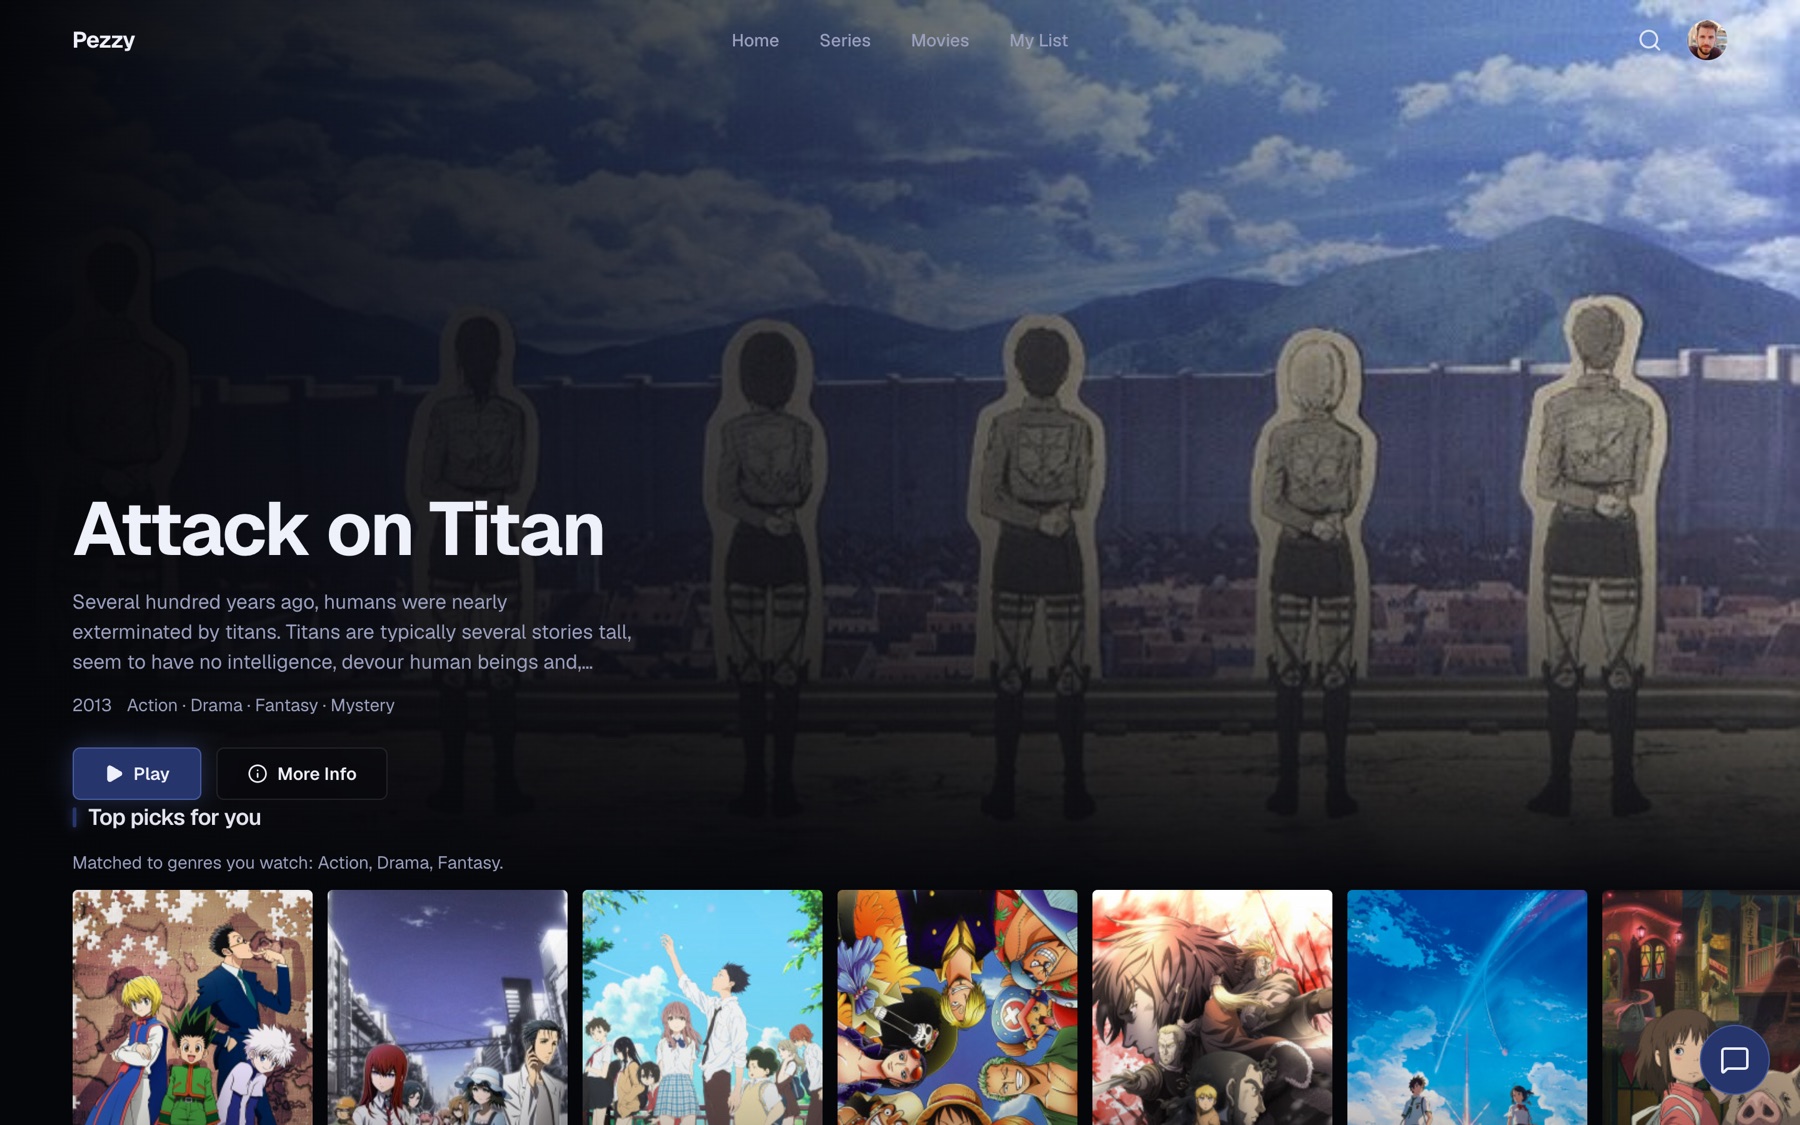 Pezzy
Home
Series
Movies
My List
Attack on Titan
Several hundred years ago, humans were nearly
exterminated by titans. Titans are typically several stories tall,
seem to have no intelligence, devour human beings and,...
2013 Action · Drama · Fantasy · Mystery
Play
More Info
Top picks for you
Matched to genres you watch: Action, Drama, Fantasy.